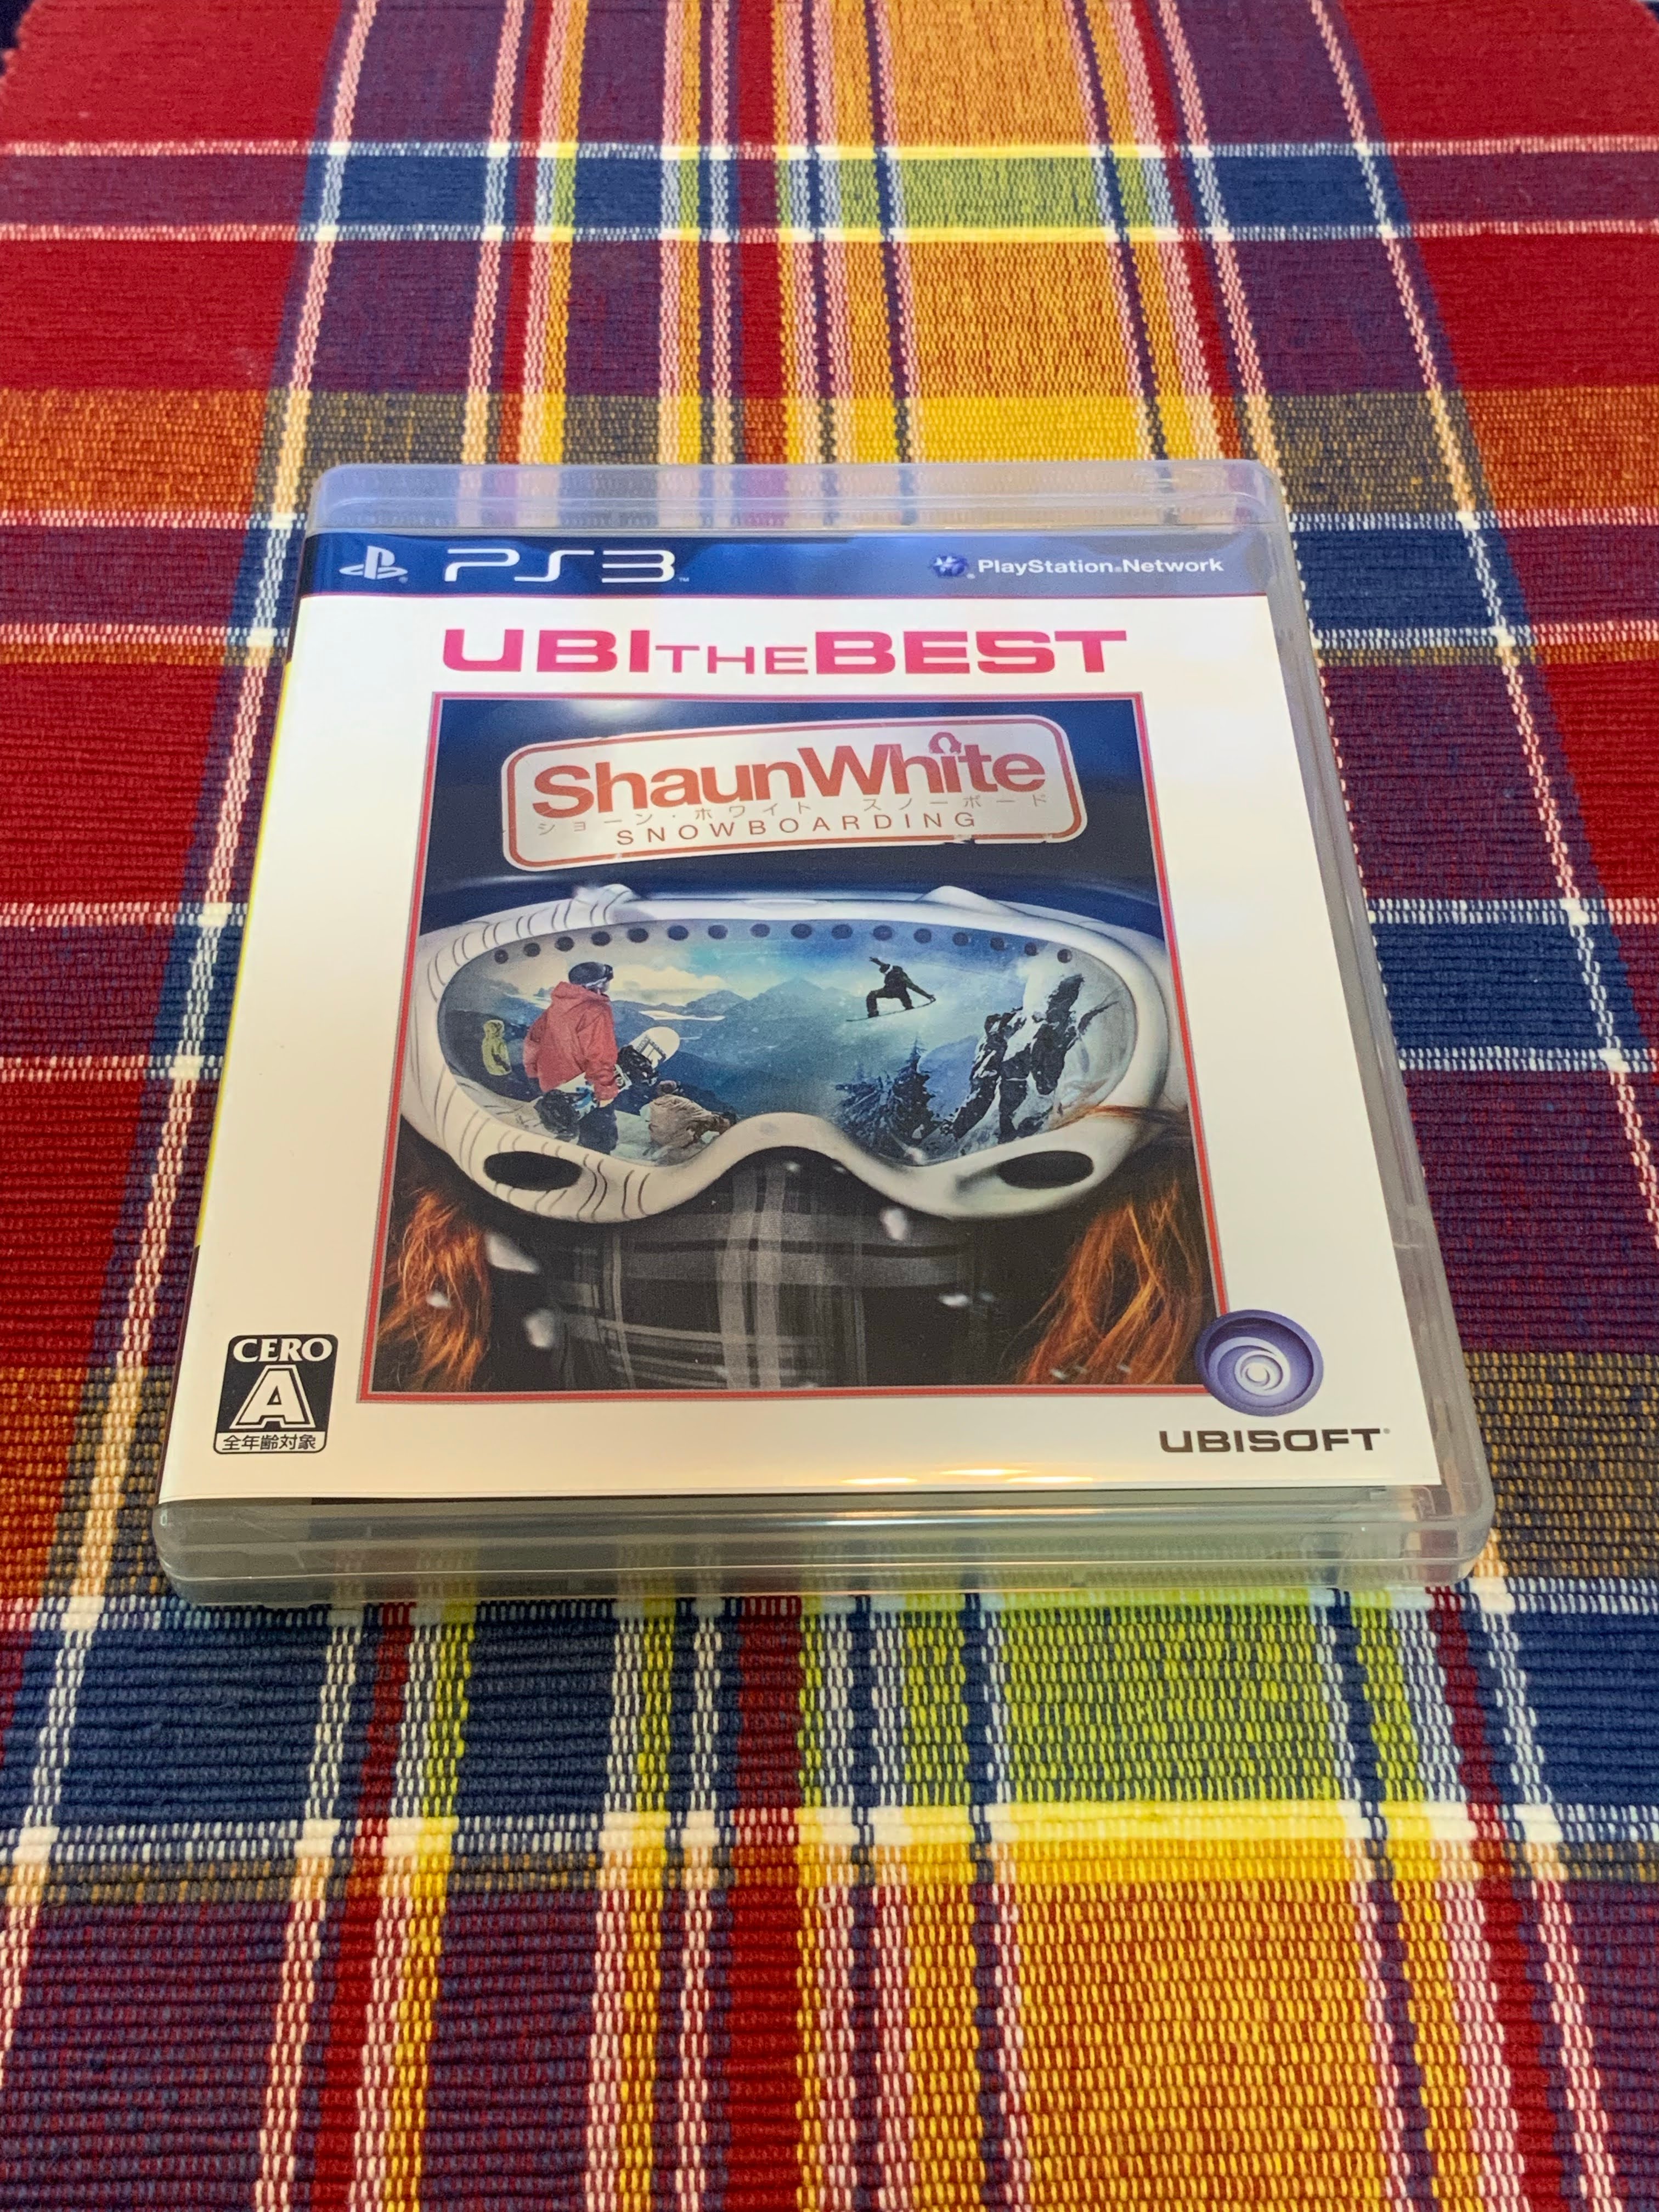 PS3™ PlayStation®Network
UBI THE BEST
ShaunWhite
ショーン・ホワイト スノーボード
SNOWBOARDING
CERO
A
全年齢対象
UBISOFT®